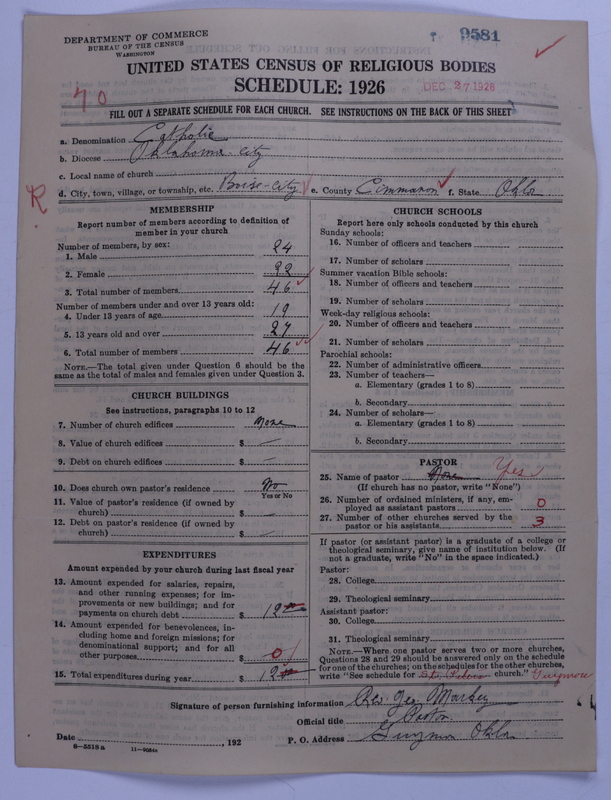 DEPARTMENT OF COMMERCE
BUREAU OF THE CENSUS
WASHINGTON
9581
UNITED STATES CENSUS OF RELIGIOUS BODIES
SCHEDULE: 1926
DEC 27 1926
70
FILL OUT A SEPARATE SCHEDULE FOR EACH CHURCH. SEE INSTRUCTIONS ON THE BACK OF THIS SHEET
a. Denomination Catholic
b. Diocese Oklahoma-City
c. Local name of church
d. City, town, village, or township, etc. Boise-City e. County Cimmaron f. State Okla
R
MEMBERSHIP
Report number of members according to definition of
member in your church
Number of members, by sex:
1. Male 24
2. Female 22
3. Total number of members 46
Number of members under and over 13 years old:
4. Under 13 years of age 19
5. 13 years old and over 27
6. Total number of members 46
NOTE.—The total given under Question 6 should be
same as the total of males and females given under Question 3.
CHURCH BUILDINGS
See instructions, paragraphs 10 to 12
7. Number of church edifices None
8. Value of church edifices $ —
9. Debt on church edifices $ —
10. Does church own pastor's residence No
Yes or No
11. Value of pastor's residence (if owned by
church) $ —
12. Debt on pastor's residence (if owned by
church) $ —
EXPENDITURES
Amount expended by your church during last fiscal year
13. Amount expended for salaries, repairs,
and other running expenses; for im-
provements or new buildings; and for
payments on church debt $ 12
14. Amount expended for benevolences, in-
cluding home and foreign missions; for
denominational support; and for all
other purposes $ 0
15. Total expenditures during year $ 12
CHURCH SCHOOLS
Report here only schools conducted by this church
Sunday schools:
16. Number of officers and teachers
17. Number of scholars
Summer vacation Bible schools:
18. Number of officers and teachers
19. Number of scholars
Week-day religious schools:
20. Number of officers and teachers
21. Number of scholars
Parochial schools:
22. Number of administrative officers
23. Number of teachers—
a. Elementary (grades 1 to 8)
b. Secondary
24. Number of scholars—
a. Elementary (grades 1 to 8)
b. Secondary
PASTOR
25. Name of pastor None Yes
(If church has no pastor, write "None")
26. Number of ordained ministers, if any, em-
ployed as assistant pastors 0
27. Number of other churches served by the
pastor or his assistants 3
If pastor (or assistant pastor) is a graduate of a college or
theological seminary, give name of institution below. (If
not a graduate, write "No" in the space indicated.)
Pastor:
28. College
29. Theological seminary
Assistant pastor:
30. College
31. Theological seminary
NOTE.—Where one pastor serves two or more churches,
Questions 28 and 29 should be answered only on the schedule
for one of the churches; on the schedules for the other churches,
write "See schedule for St. Peters church." Guymon
Signature of person furnishing information Rev. Geo Mackey
Official title Pastor
Date , 192 P. O. Address Guymon Okla
8—5518a 11—9554a